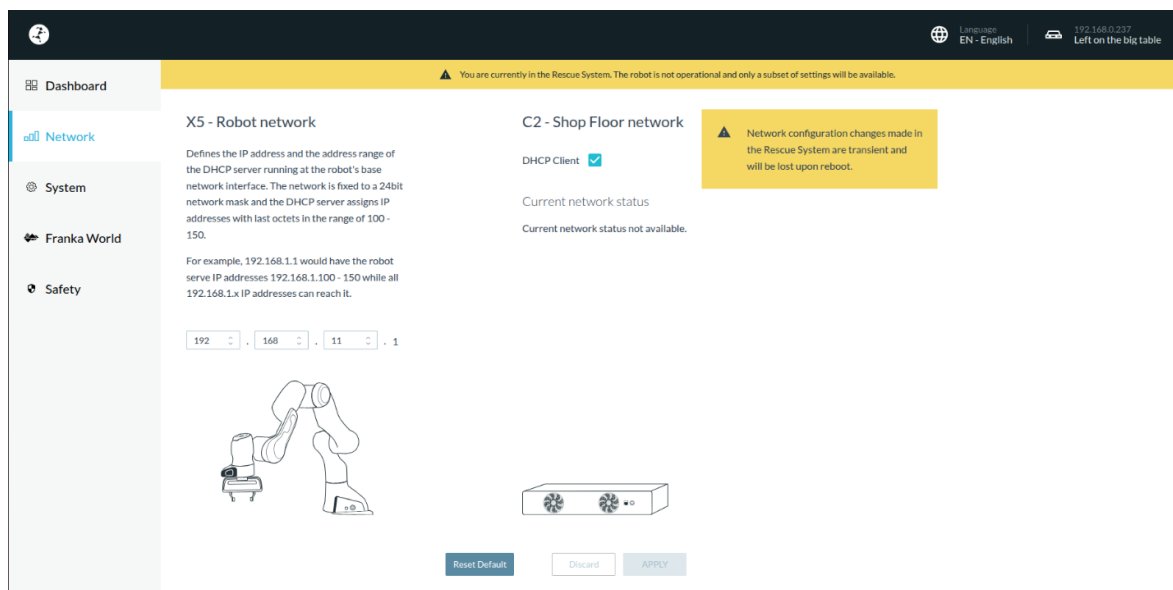 Language
EN - English
192.168.0.237
Left on the big table
Dashboard
Network
System
Franka World
Safety
You are currently in the Rescue System. The robot is not operational and only a subset of settings will be available.
X5 - Robot network
Defines the IP address and the address range of
the DHCP server running at the robot's base
network interface. The network is fixed to a 24bit
network mask and the DHCP server assigns IP
addresses with last octets in the range of 100 -
150.
For example, 192.168.1.1 would have the robot
serve IP addresses 192.168.1.100 - 150 while all
192.168.1.x IP addresses can reach it.
192 . 168 . 11 . 1
C2 - Shop Floor network
DHCP Client
Current network status
Current network status not available.
Network configuration changes made in
the Rescue System are transient and
will be lost upon reboot.
Reset Default
Discard
APPLY